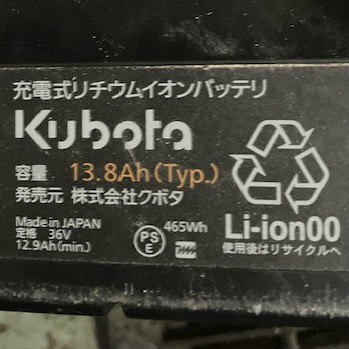 充電式リチウムイオンバッテリ
Kubota
容量 13.8Ah(Typ.)
発売元 株式会社クボタ
Made in JAPAN
定格 36V
12.9Ah(min.)
PS
E
465Wh
Li-ion00
使用後はリサイクルへ